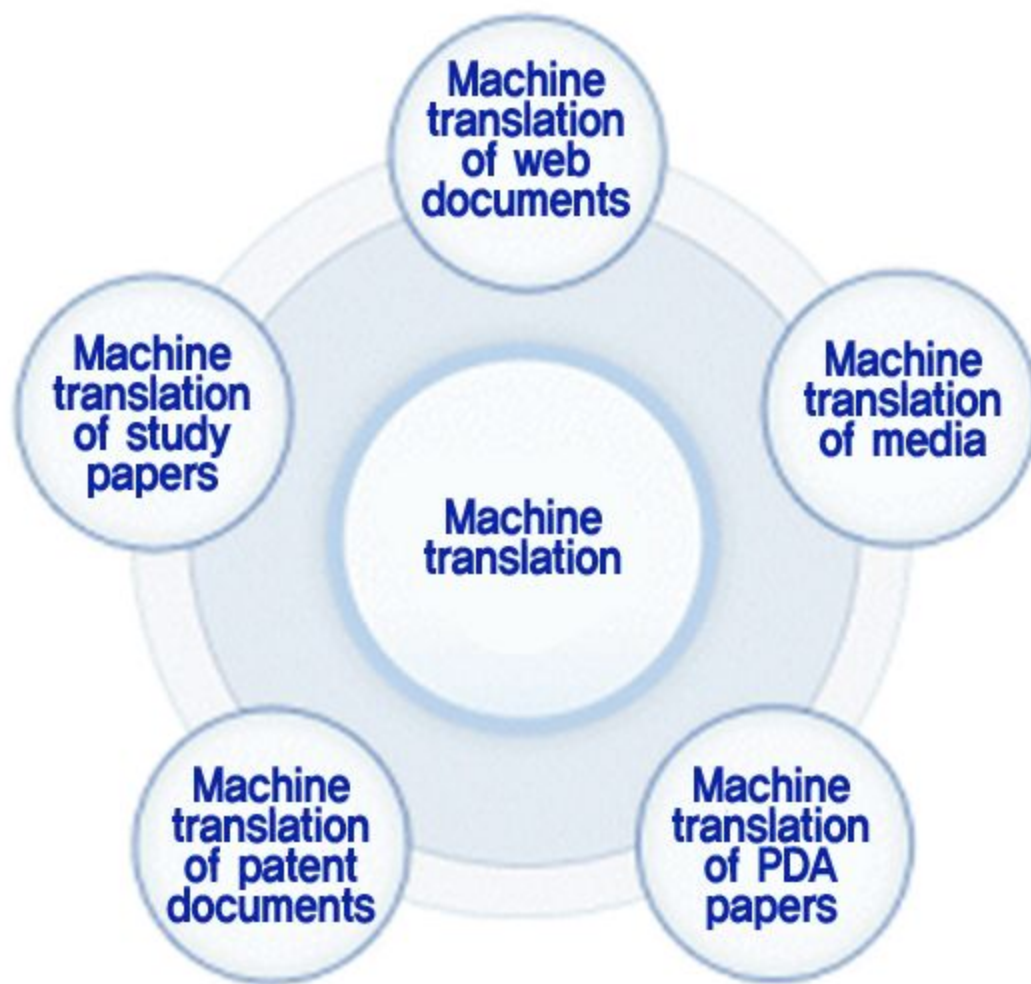 Machine
translation
of web
documents
Machine
translation
of study
papers
Machine
translation
of media
Machine
translation
Machine
translation
of patent
documents
Machine
translation
of PDA
papers